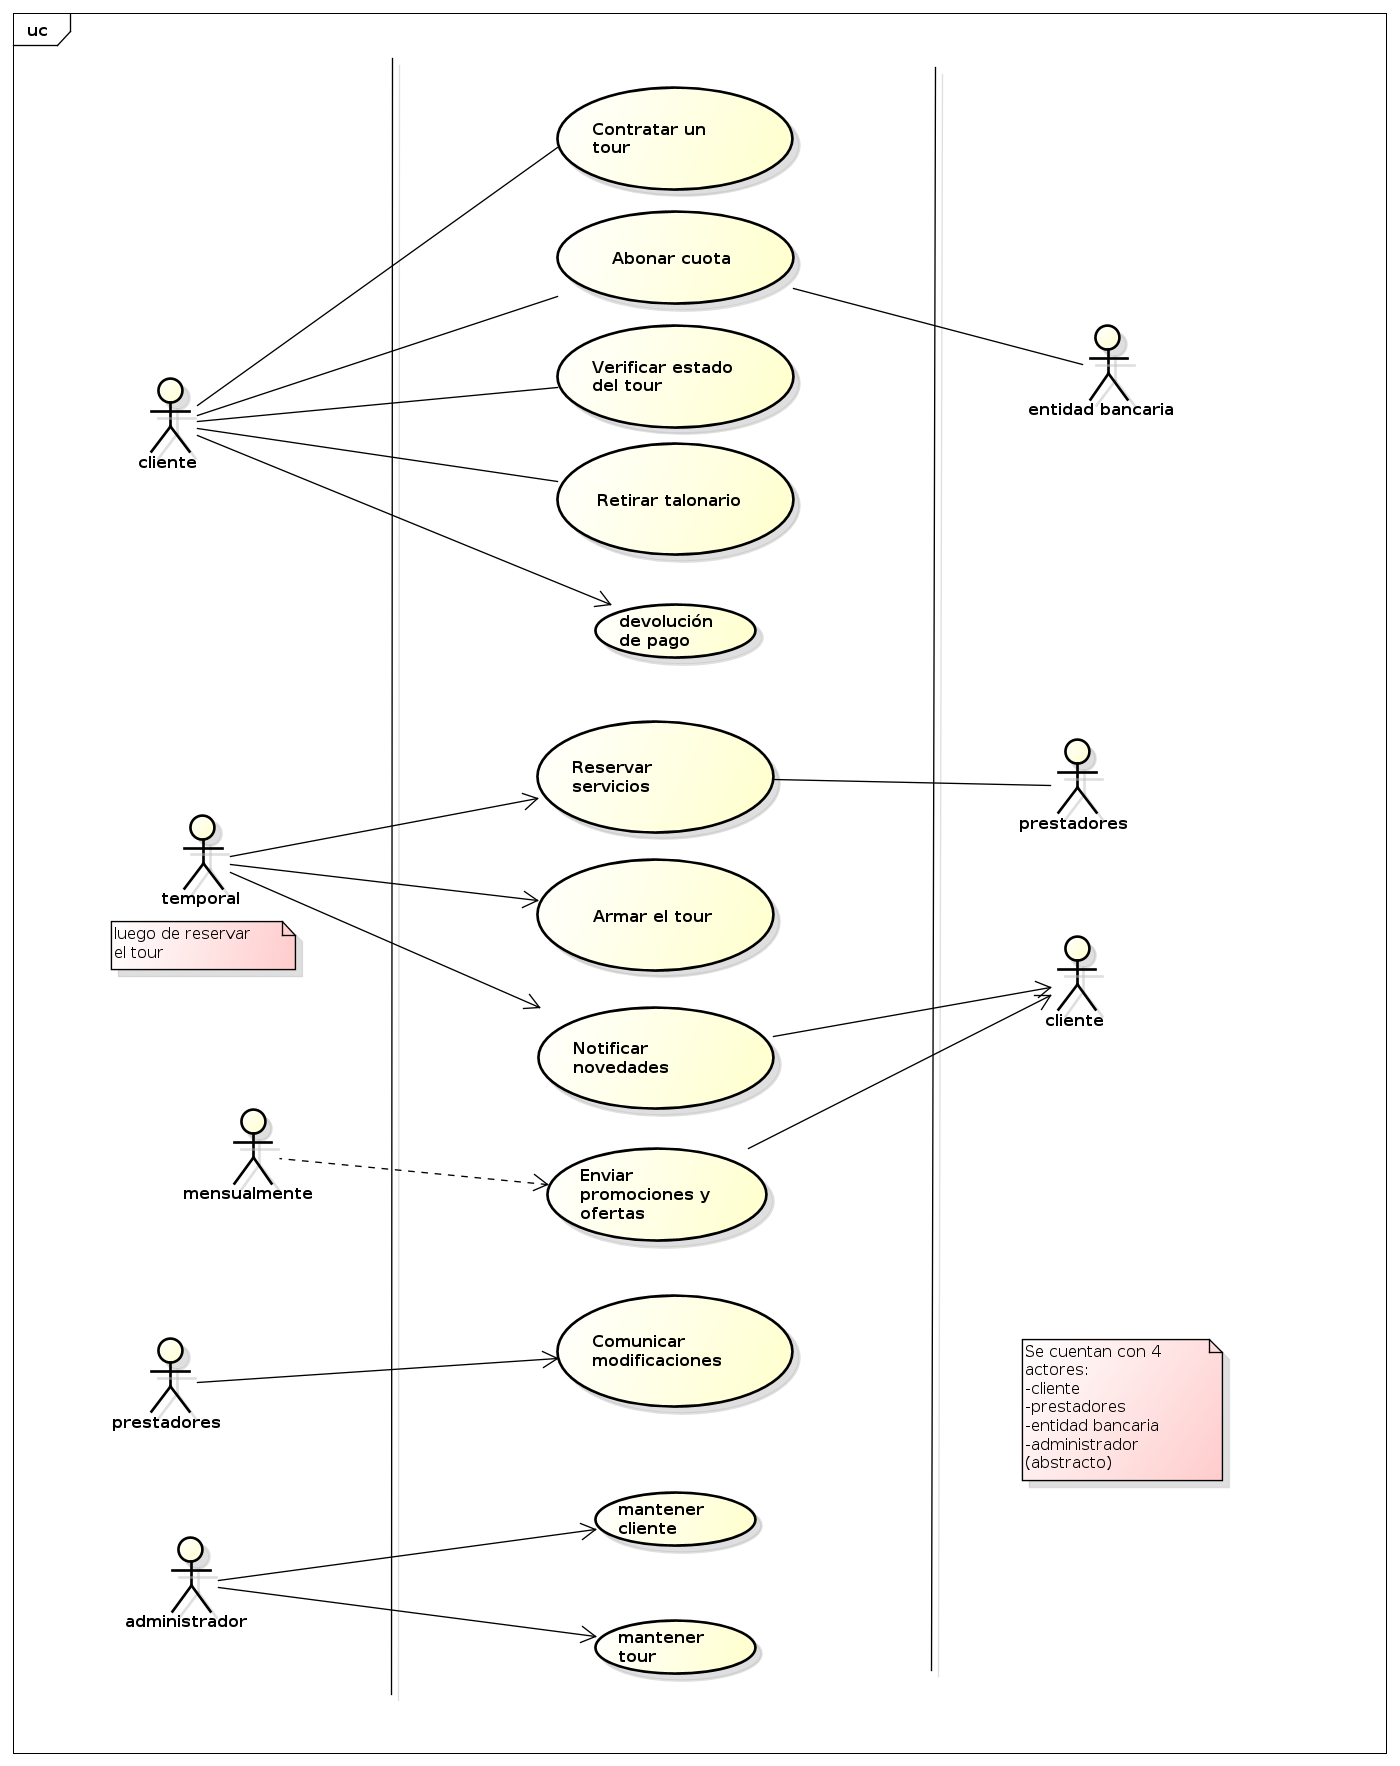 uc
Contratar un
tour
Abonar cuota
Verificar estado
del tour
entidad bancaria
cliente
Retirar talonario
devolución
de pago
Reservar
servicios
prestadores
temporal
luego de reservar
el tour
Armar el tour
cliente
Notificar
novedades
mensualmente
Enviar
promociones y
ofertas
Comunicar
modificaciones
prestadores
Se cuentan con 4
actores:
-cliente
-prestadores
-entidad bancaria
-administrador
(abstracto)
mantener
cliente
administrador
mantener
tour